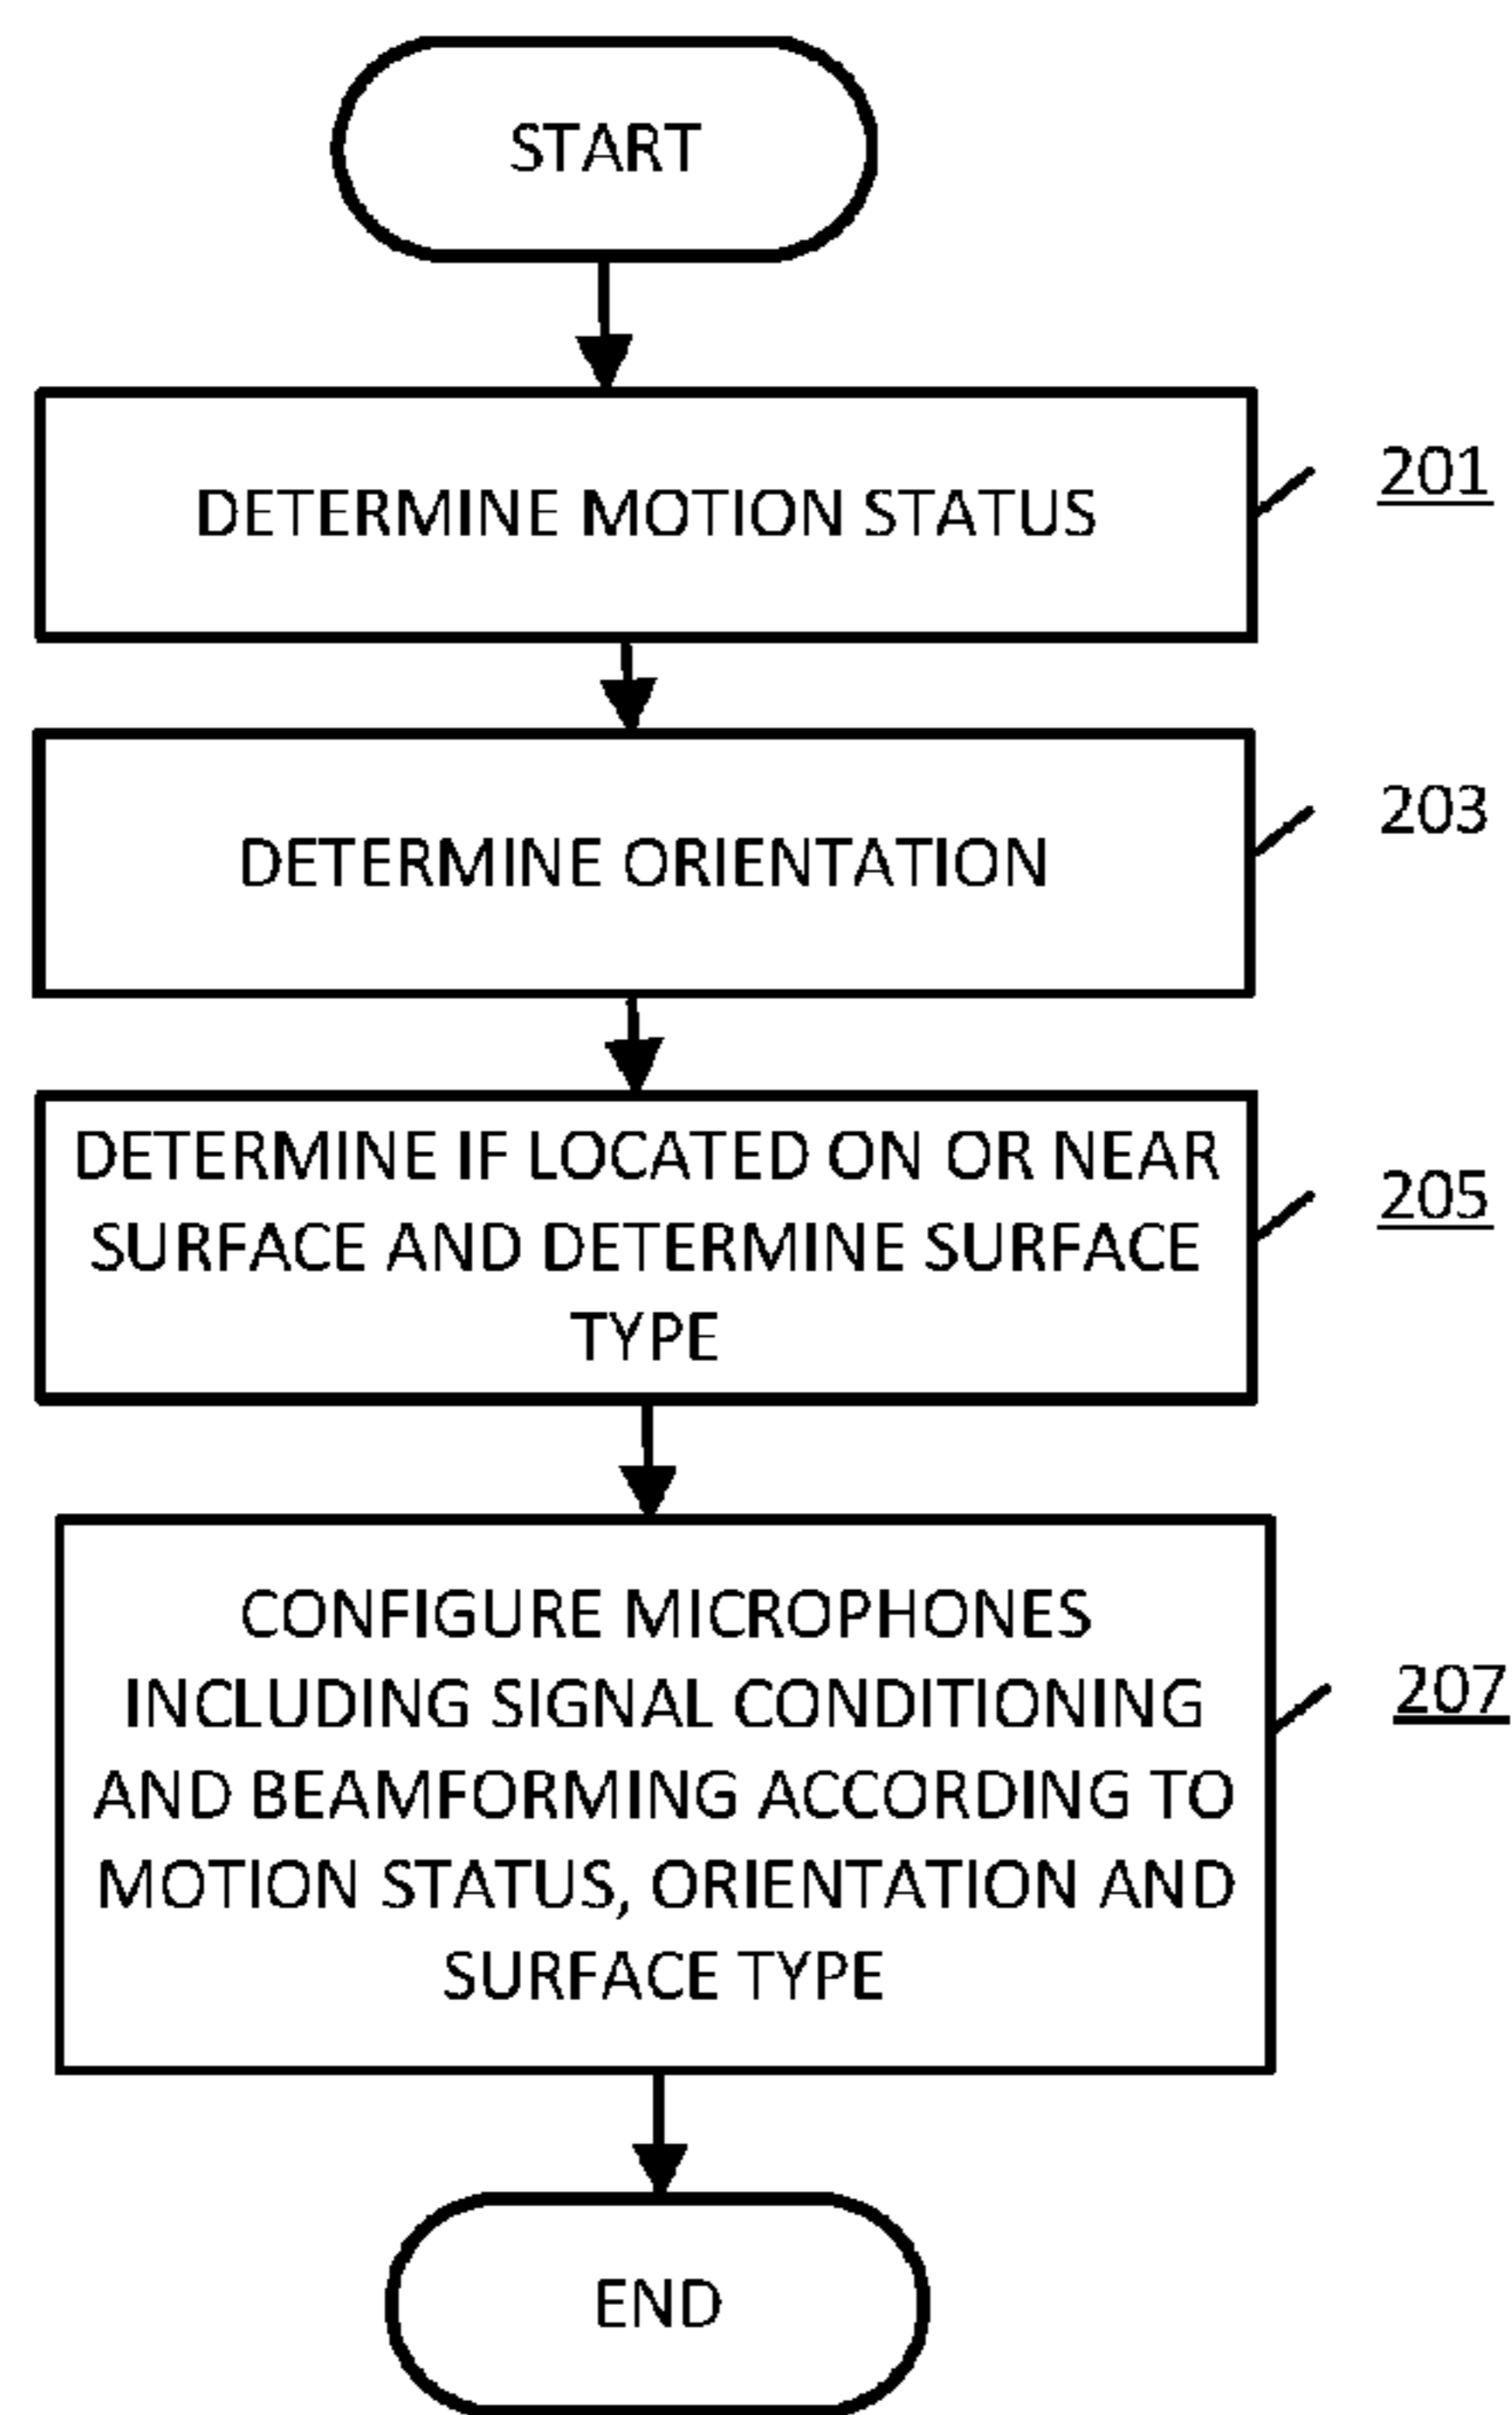 START
DETERMINE MOTION STATUS
201
DETERMINE ORIENTATION
203
DETERMINE IF LOCATED ON OR NEAR
SURFACE AND DETERMINE SURFACE
TYPE
205
CONFIGURE MICROPHONES
INCLUDING SIGNAL CONDITIONING
AND BEAMFORMING ACCORDING TO
MOTION STATUS, ORIENTATION AND
SURFACE TYPE
207
END